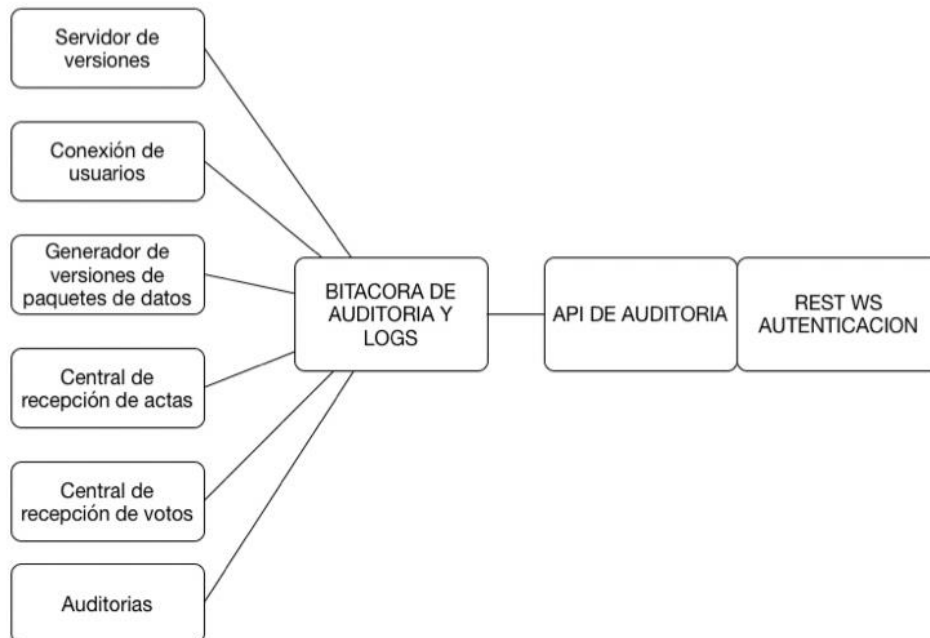 Servidor de
versiones
Conexión de
usuarios
Generador de
versiones de
paquetes de datos
Central de
recepción de actas
Central de
recepción de votos
Auditorias
BITACORA DE
AUDITORIA Y
LOGS
API DE AUDITORIA
REST WS
AUTENTICACION